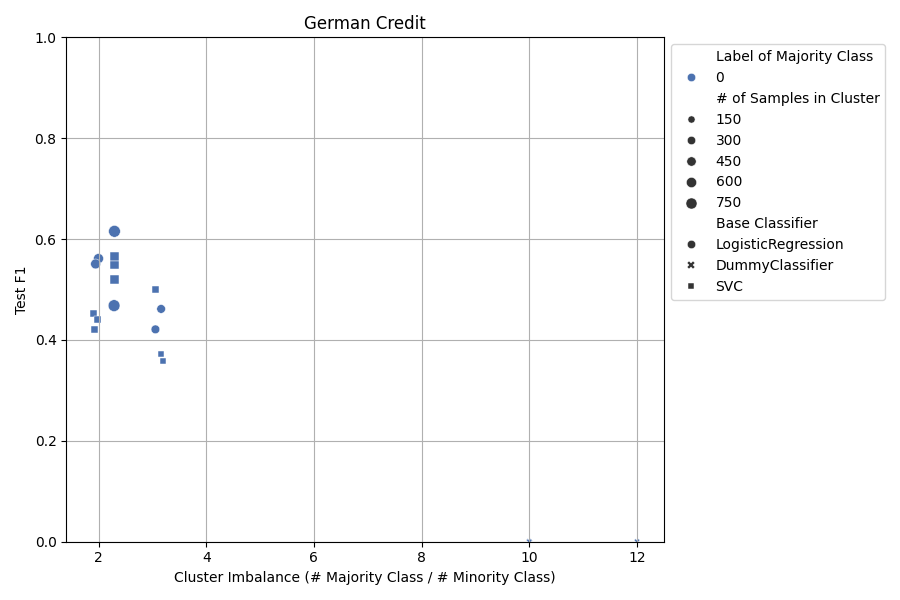 German Credit
Test F1
1.0
0.8
0.6
0.4
0.2
0.0
2
4
6
8
10
12
Cluster Imbalance (# Majority Class / # Minority Class)
Label of Majority Class
0
# of Samples in Cluster
150
300
450
600
750
Base Classifier
LogisticRegression
DummyClassifier
SVC